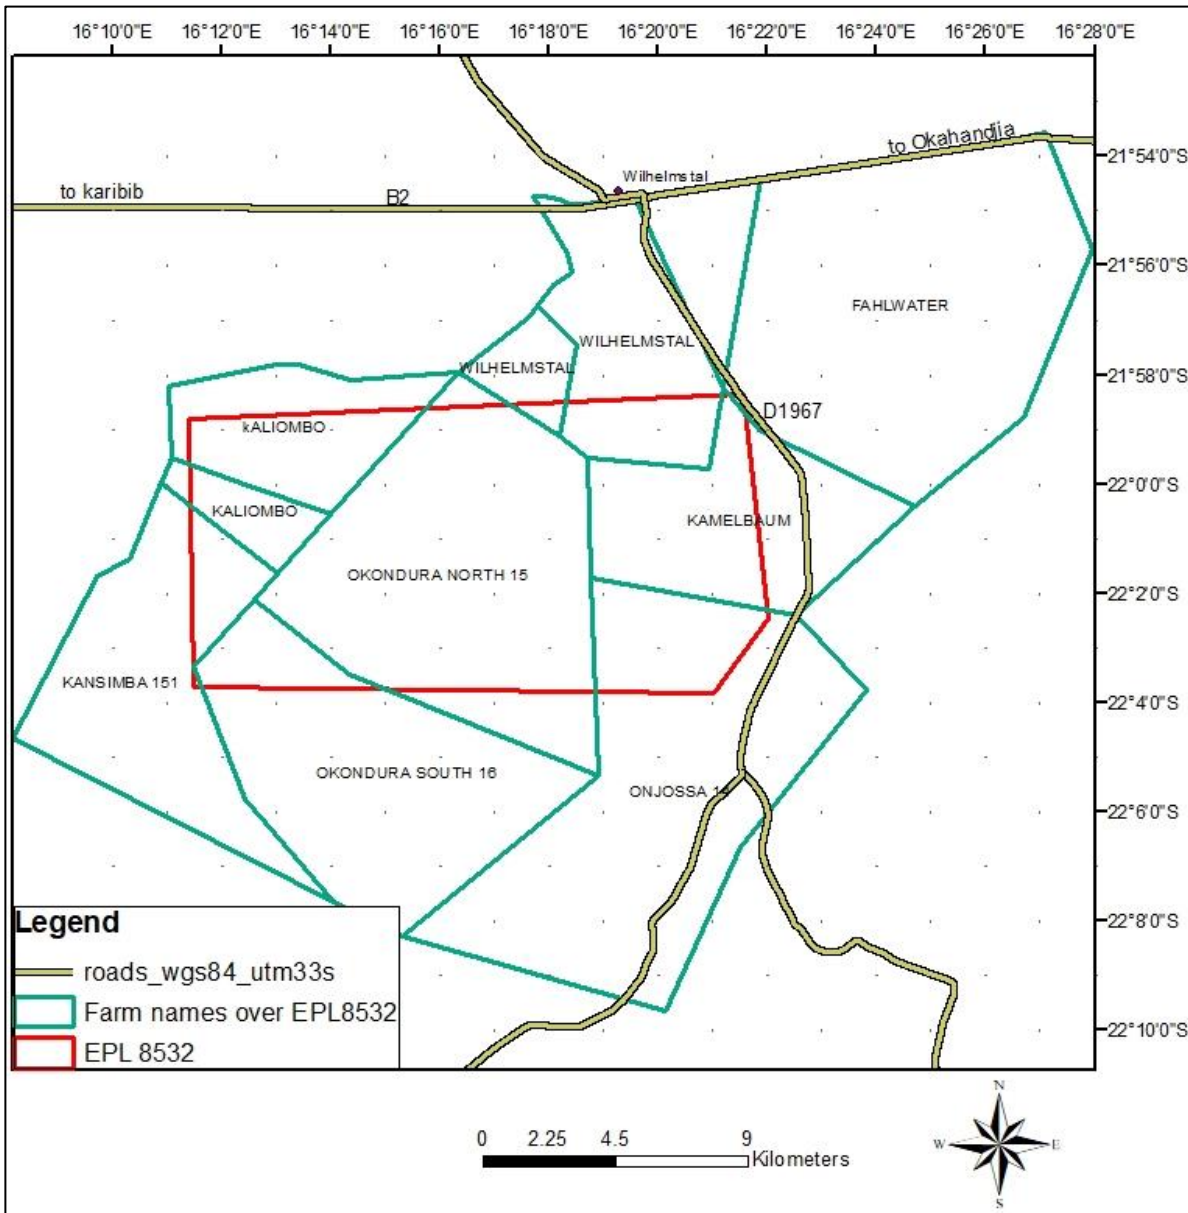 16°10'0"E 16°12'0"E 16°14'0"E 16°16'0"E 16°18'0"E 16°20'0"E 16°22'0"E 16°24'0"E 16°26'0"E 16°28'0"E
to Okahandjia
21°54'0"S
Wilhelmstal
to karibib
B2
21°56'0"S
FAHLWATER
WILHELMSTAL
WILHELMSTAL
21°58'0"S
D1967
kALIOMBO
22°0'0"S
KALIOMBO
KAMELBAUM
OKONDURA NORTH 15
22°2'0"S
KANSIMBA 151
22°4'0"S
OKONDURA SOUTH 16
ONJOSSA 14
22°6'0"S
22°8'0"S
Legend
roads_wgs84_utm33s
Farm names over EPL8532
22°10'0"S
EPL 8532
N
W E
S
0 2.25 4.5 9
Kilometers